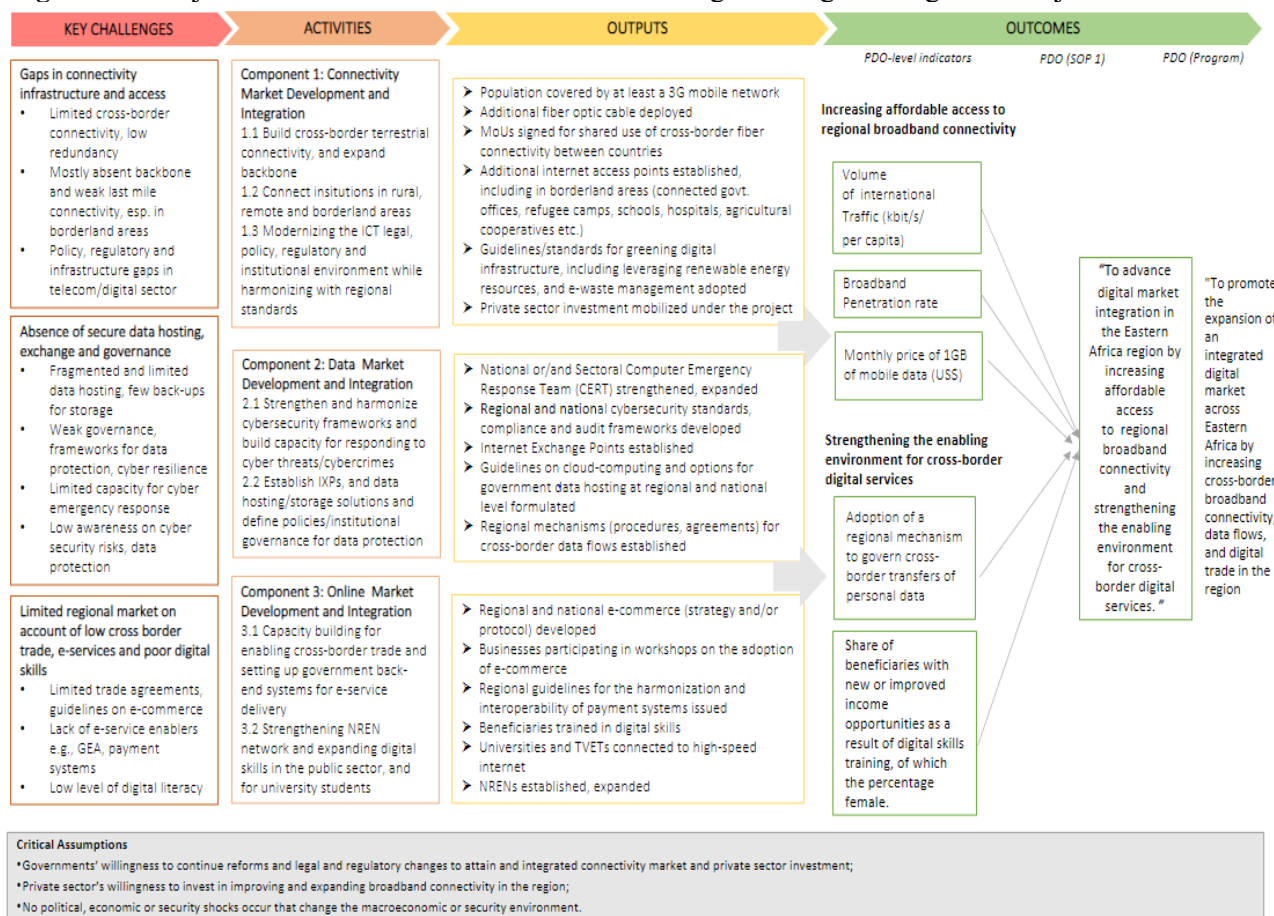 KEY CHALLENGES
ACTIVITIES
OUTPUTS
OUTCOMES
PDO-level indicators
PDO (SOP 1)
PDO (Program)
Gaps in connectivity
infrastructure and access
• Limited cross-border
connectivity, low
redundancy
• Mostly absent backbone
and weak last mile
connectivity, esp. in
borderland areas
• Policy, regulatory and
infrastructure gaps in
telecom/digital sector
Absence of secure data hosting,
exchange and governance
• Fragmented and limited
data hosting, few back-ups
for storage
• Weak governance,
frameworks for data
protection, cyber resilience
• Limited capacity for cyber
emergency response
• Low awareness on cyber
security risks, data
protection
Limited regional market on
account of low cross border
trade, e-services and poor digital
skills
• Limited trade agreements,
guidelines on e-commerce
• Lack of e-service enablers
e.g., GEA, payment
systems
• Low level of digital literacy
Component 1: Connectivity
Market Development and
Integration
1.1 Build cross-border terrestrial
connectivity, and expand
backbone
1.2 Connect insitutions in rural,
remote and borderland areas
1.3 Modernizing the ICT legal,
policy, regulatory and
institutional environment while
harmonizing with regional
standards
Component 2: Data Market
Development and Integration
2.1 Strengthen and harmonize
cybersecurity frameworks and
build capacity for responding to
cyber threats/cybercrimes
2.2 Establish IXPs, and data
hosting/storage solutions and
define policies/institutional
governance for data protection
Component 3: Online Market
Development and Integration
3.1 Capacity building for
enabling cross-border trade and
setting up government back-
end systems for e-service
delivery
3.2 Strengthening NREN
network and expanding digital
skills in the public sector, and
for university students
➤ Population covered by at least a 3G mobile network
➤ Additional fiber optic cable deployed
➤ MoUs signed for shared use of cross-border fiber
connectivity between countries
➤ Additional internet access points established,
including in borderland areas (connected govt.
offices, refugee camps, schools, hospitals, agricultural
cooperatives etc.)
➤ Guidelines/standards for greening digital
infrastructure, including leveraging renewable energy
resources, and e-waste management adopted
➤ Private sector investment mobilized under the project
➤ National or/and Sectoral Computer Emergency
Response Team (CERT) strengthened, expanded
➤ Regional and national cybersecurity standards,
compliance and audit frameworks developed
➤ Internet Exchange Points established
➤ Guidelines on cloud-computing and options for
government data hosting at regional and national
level formulated
➤ Regional mechanisms (procedures, agreements) for
cross-border data flows established
➤ Regional and national e-commerce (strategy and/or
protocol) developed
➤ Businesses participating in workshops on the adoption
of e-commerce
➤ Regional guidelines for the harmonization and
interoperability of payment systems issued
➤ Beneficiaries trained in digital skills
➤ Universities and TVETs connected to high-speed
internet
➤ NRENs established, expanded
Increasing affordable access to
regional broadband connectivity
Volume
of international
Traffic (kbit/s/
per capita)
Broadband
Penetration rate
Monthly price of 1GB
of mobile data (US$)
Strengthening the enabling
environment for cross-border
digital services
Adoption of a
regional mechanism
to govern cross-
border transfers of
personal data
Share of
beneficiaries with
new or improved
income
opportunities as a
result of digital skills
training, of which
the percentage
female.
"To advance
digital market
integration in
the Eastern
Africa region by
increasing
affordable
access
to regional
broadband
connectivity
and
strengthening
the enabling
environment
for cross-
border digital
services. "
"To promote
the
expansion of
an
integrated
digital
market
across
Eastern
Africa by
increasing
cross-border
broadband
connectivity,
data flows,
and digital
trade in the
region
Critical Assumptions
•Governments' willingness to continue reforms and legal and regulatory changes to attain and integrated connectivity market and private sector investment;
•Private sector's willingness to invest in improving and expanding broadband connectivity in the region;
•No political, economic or security shocks occur that change the macroeconomic or security environment.